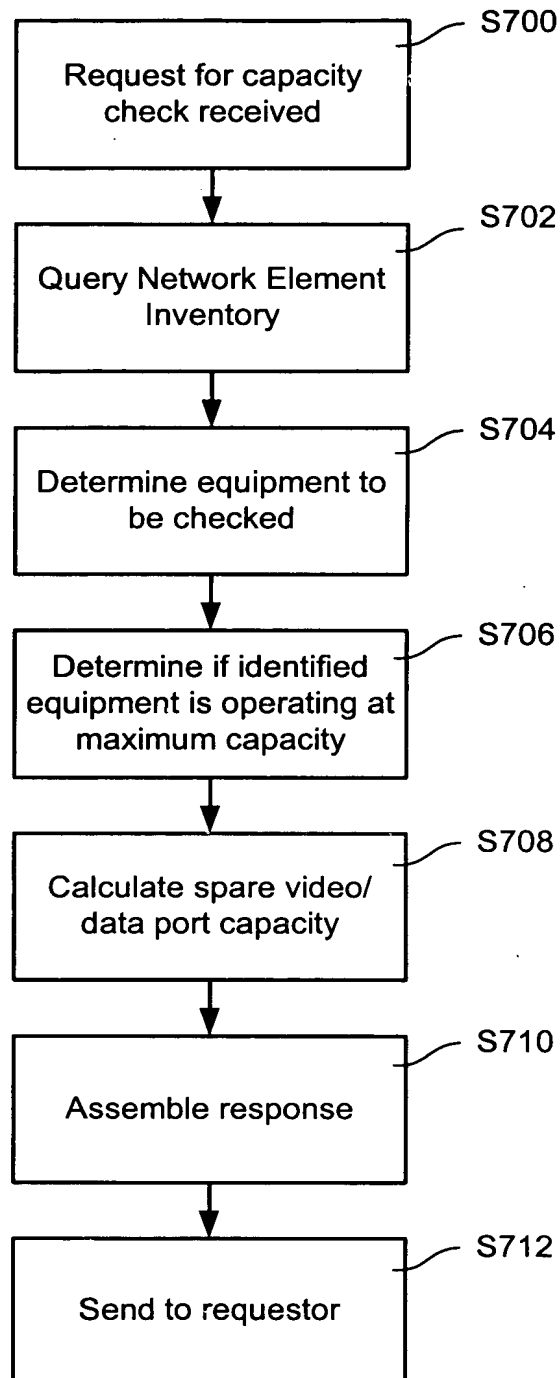 S700
Request for capacity
check received
S702
Query Network Element
Inventory
S704
Determine equipment to
be checked
S706
Determine if identified
equipment is operating at
maximum capacity
S708
Calculate spare video/
data port capacity
S710
Assemble response
S712
Send to requestor